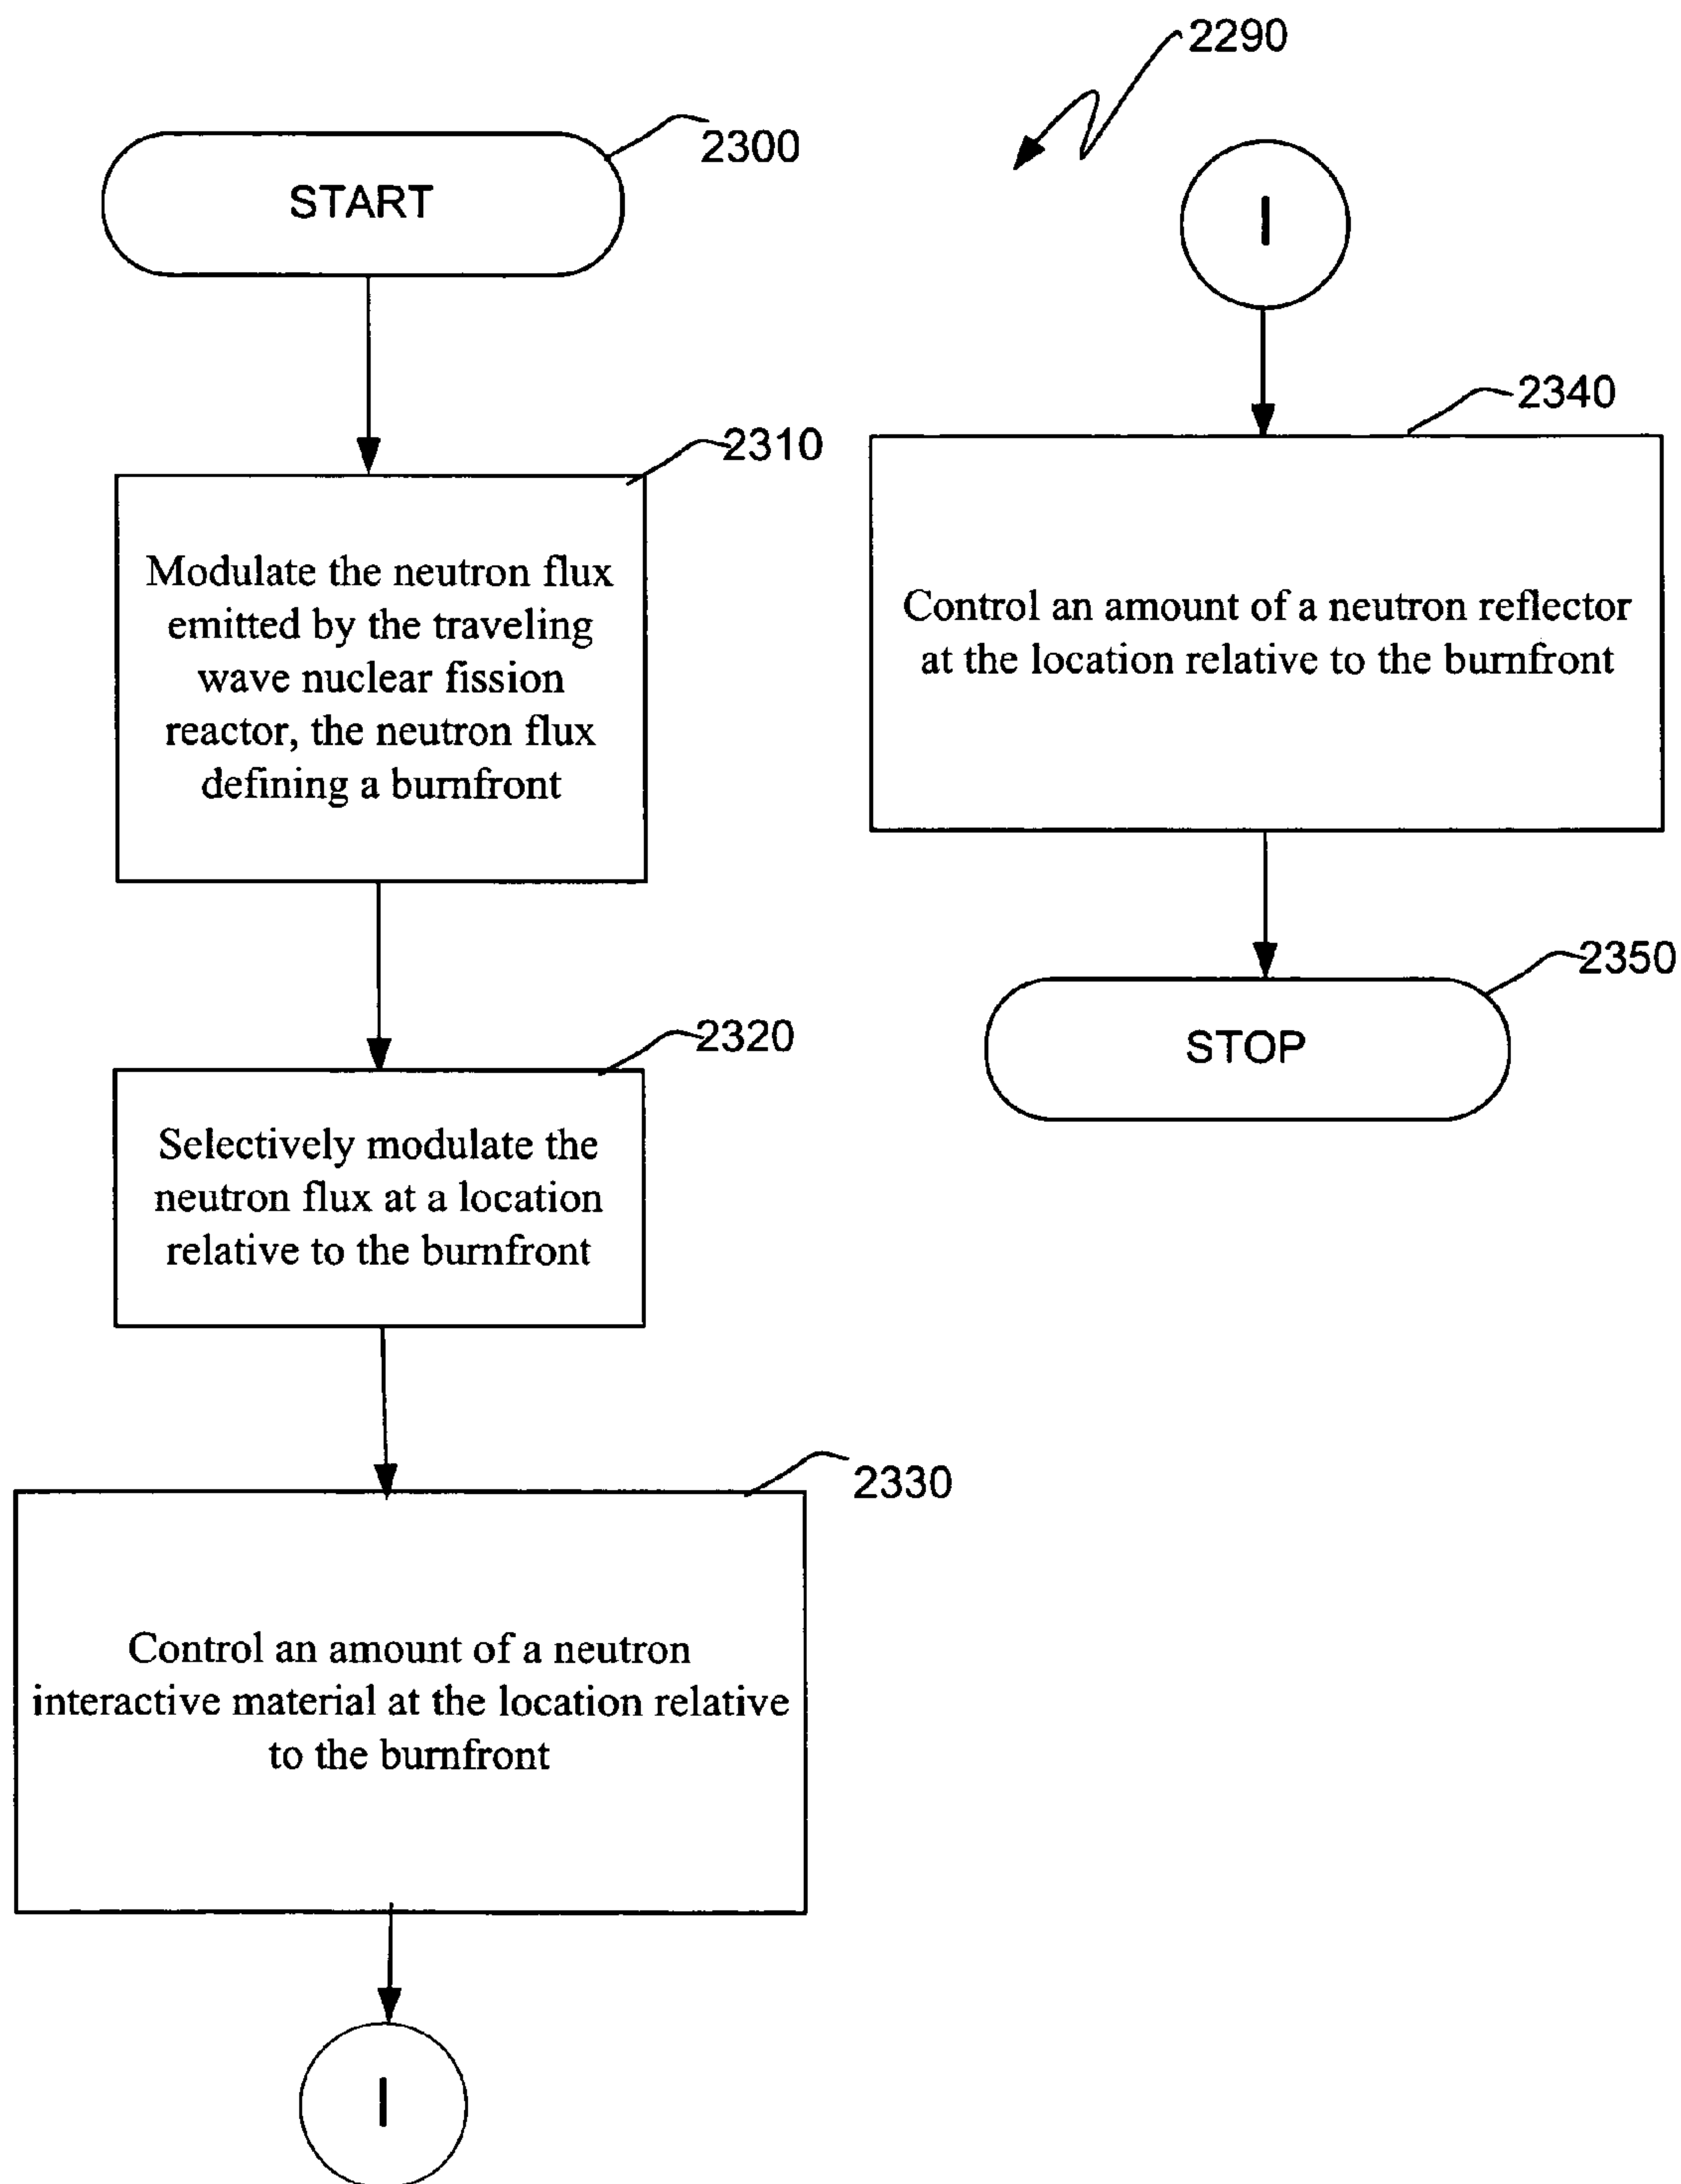 2300
START
2310
Modulate the neutron flux
emitted by the traveling
wave nuclear fission
reactor, the neutron flux
defining a burnfront
2320
Selectively modulate the
neutron flux at a location
relative to the burnfront
2330
Control an amount of a neutron
interactive material at the location relative
to the burnfront
I
2290
I
2340
Control an amount of a neutron reflector
at the location relative to the burnfront
2350
STOP